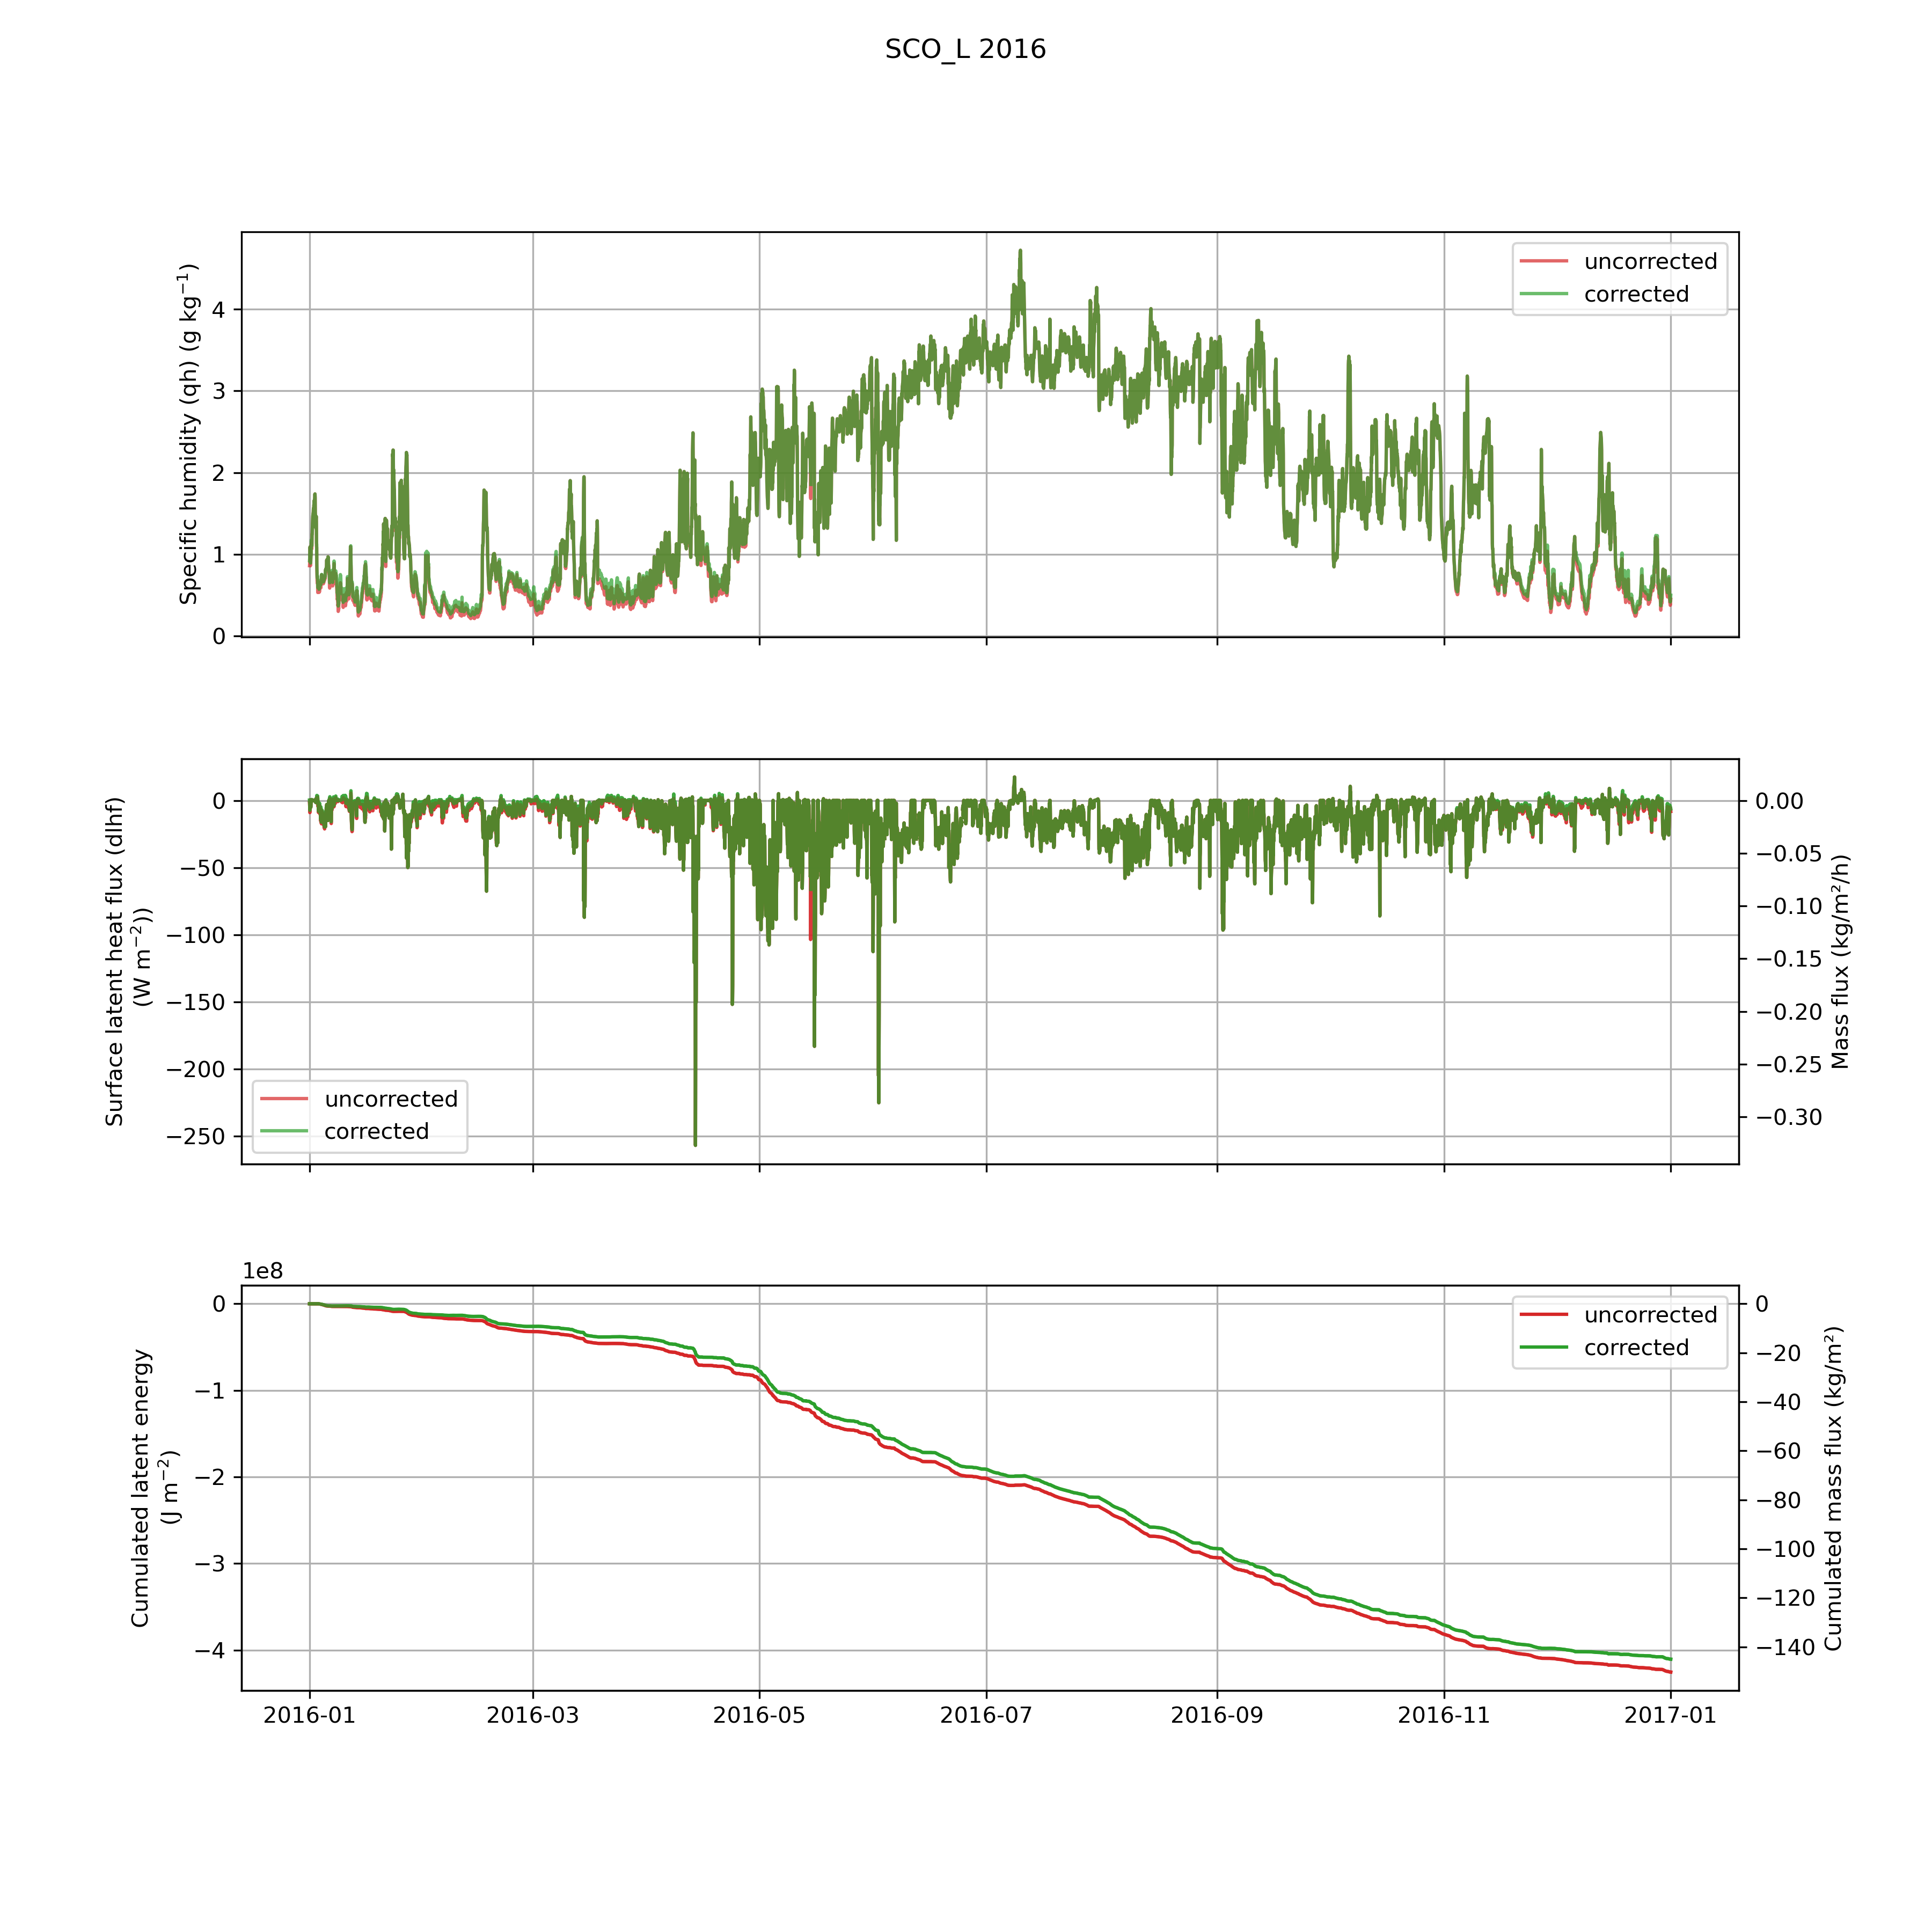 SCO_L 2016
Specific humidity (qh) (g kg⁻¹)
4
3
2
1
0
uncorrected
corrected
Surface latent heat flux (dlhf)
(W m⁻²))
0
−50
−100
−150
−200
−250
uncorrected
corrected
0.00
−0.05
−0.10
−0.15
−0.20
−0.25
−0.30
Mass flux (kg/m²/h)
1e8
Cumulated latent energy
(J m⁻²)
0
−1
−2
−3
−4
uncorrected
corrected
0
−20
−40
−60
−80
−100
−120
−140
Cumulated mass flux (kg/m²)
2016-01 2016-03 2016-05 2016-07 2016-09 2016-11 2017-01